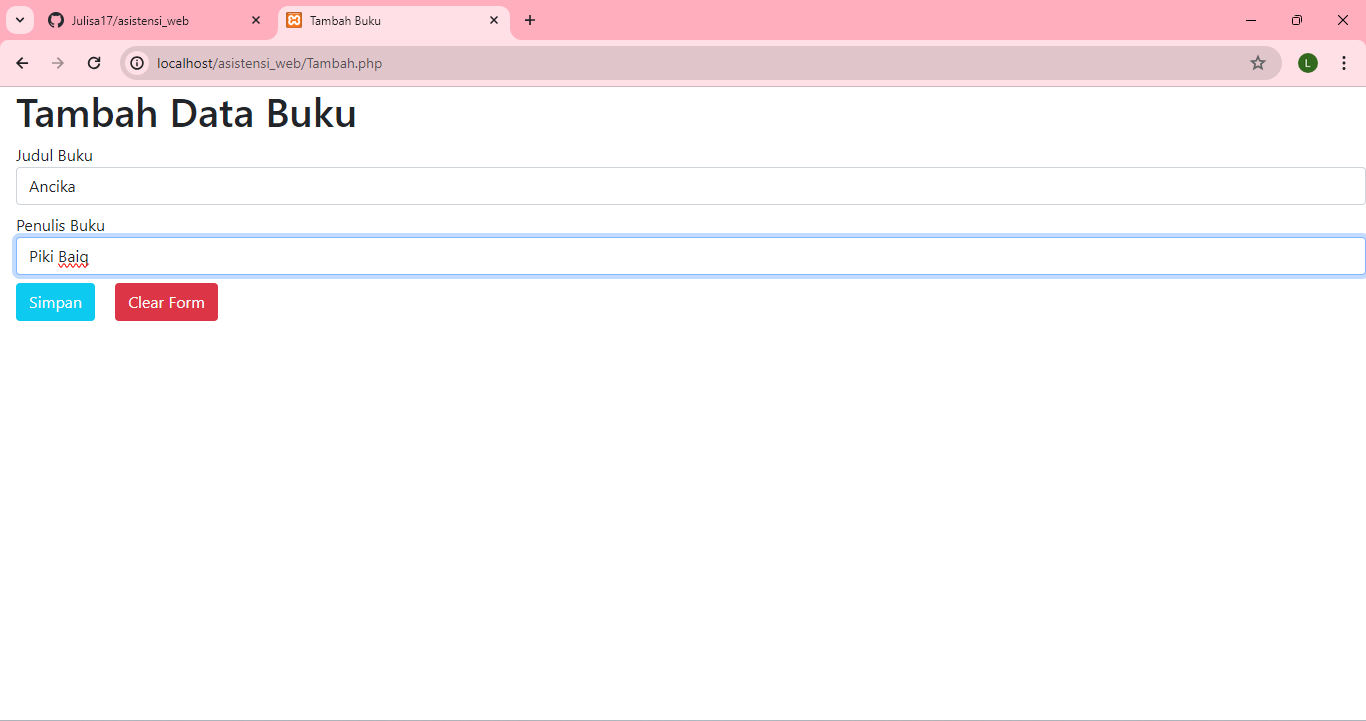 Julisa17/asistensi_web
Tambah Buku
localhost/asistensi_web/Tambah.php
L
Tambah Data Buku
Judul Buku
Ancika
Penulis Buku
Piki Baiq
Simpan
Clear Form